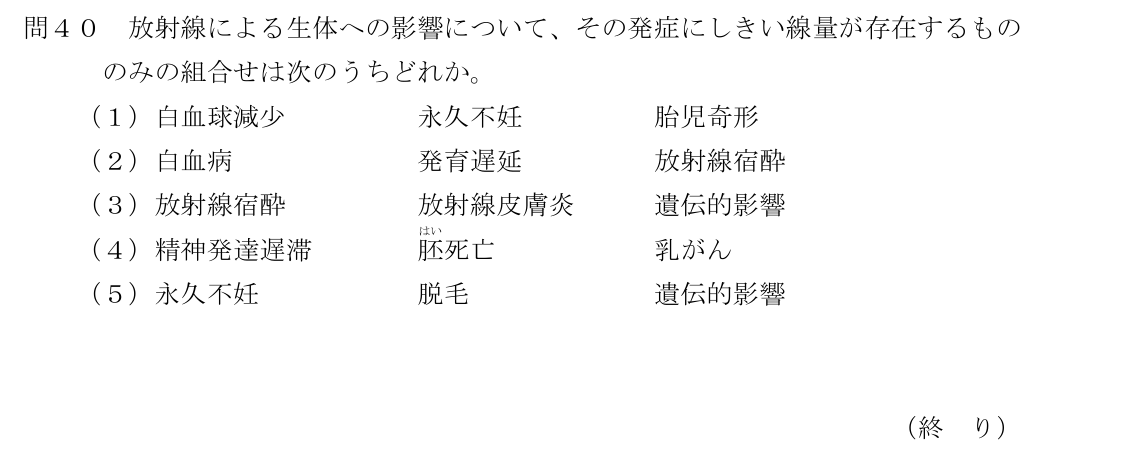 問４０　放射線による生体への影響について、その発症にしきい線量が存在するもの
のみの組合せは次のうちどれか。
（１）白血球減少　永久不妊　胎児奇形
（２）白血病　発育遅延　放射線宿酔
（３）放射線宿酔　放射線皮膚炎　遺伝的影響
はい
（４）精神発達遅滞　胚死亡　乳がん
（５）永久不妊　脱毛　遺伝的影響
（終　り）